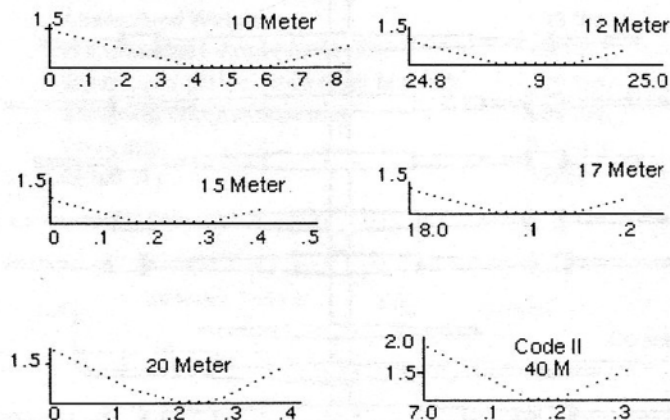 10 Meter
1.5
0 .1 .2 .3 .4 .5 .6 .7 .8
12 Meter
1.5
24.8 .9 25.0
15 Meter
1.5
0 .1 .2 .3 .4 .5
17 Meter
1.5
18.0 .1 .2
20 Meter
1.5
0 .1 .2 .3 .4
Code II
40 M
2.0
1.5
7.0 .1 .2 .3